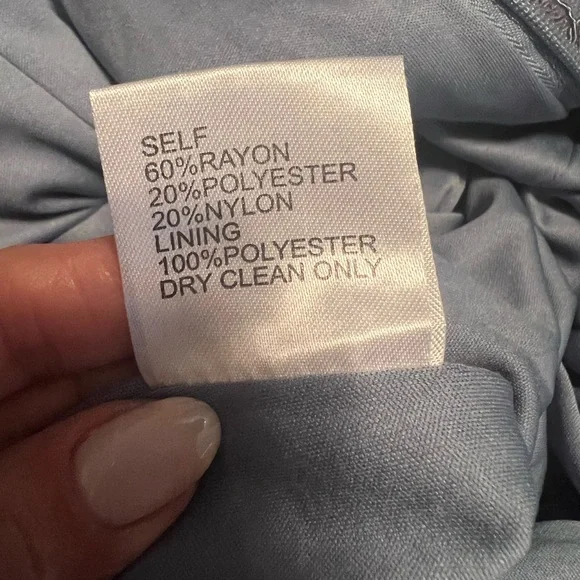 SELF
60%RAYON
20%POLYESTER
20%NYLON
LINING
100%POLYESTER
DRY CLEAN ONLY